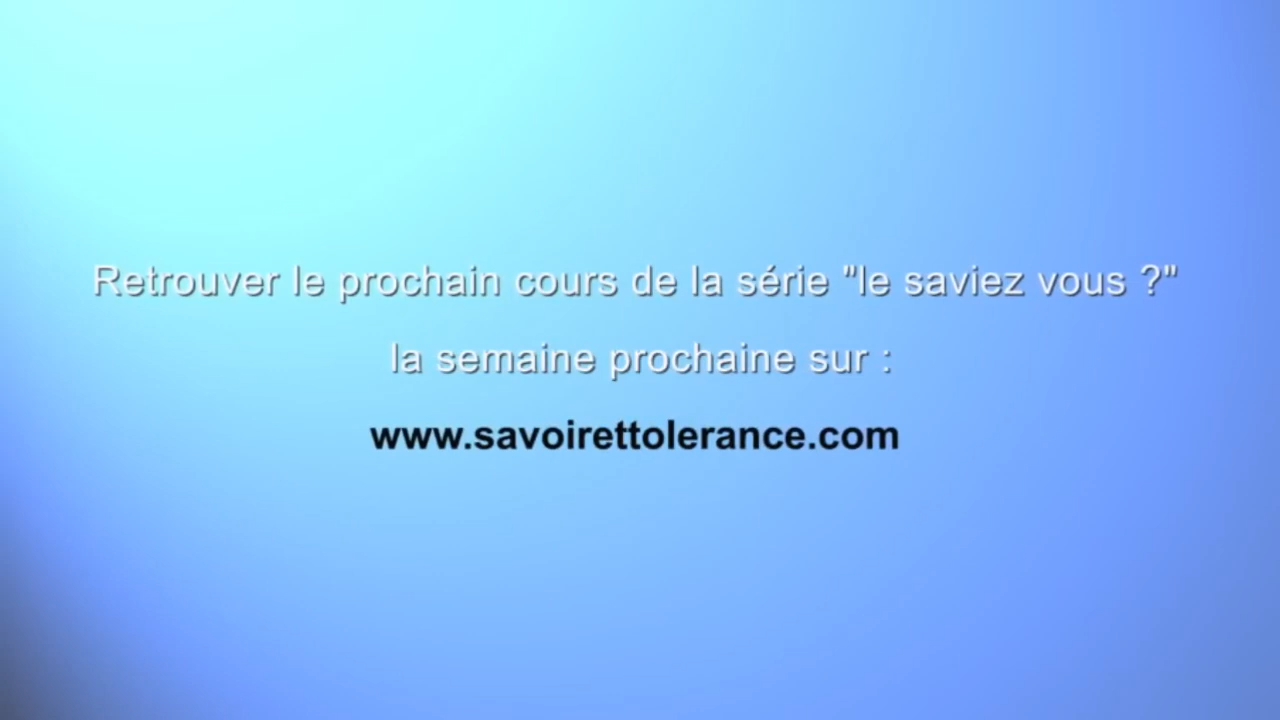 Retrouver le prochain cours de la série "le saviez vous ?"
la semaine prochaine sur :
www.savoirettolerance.com